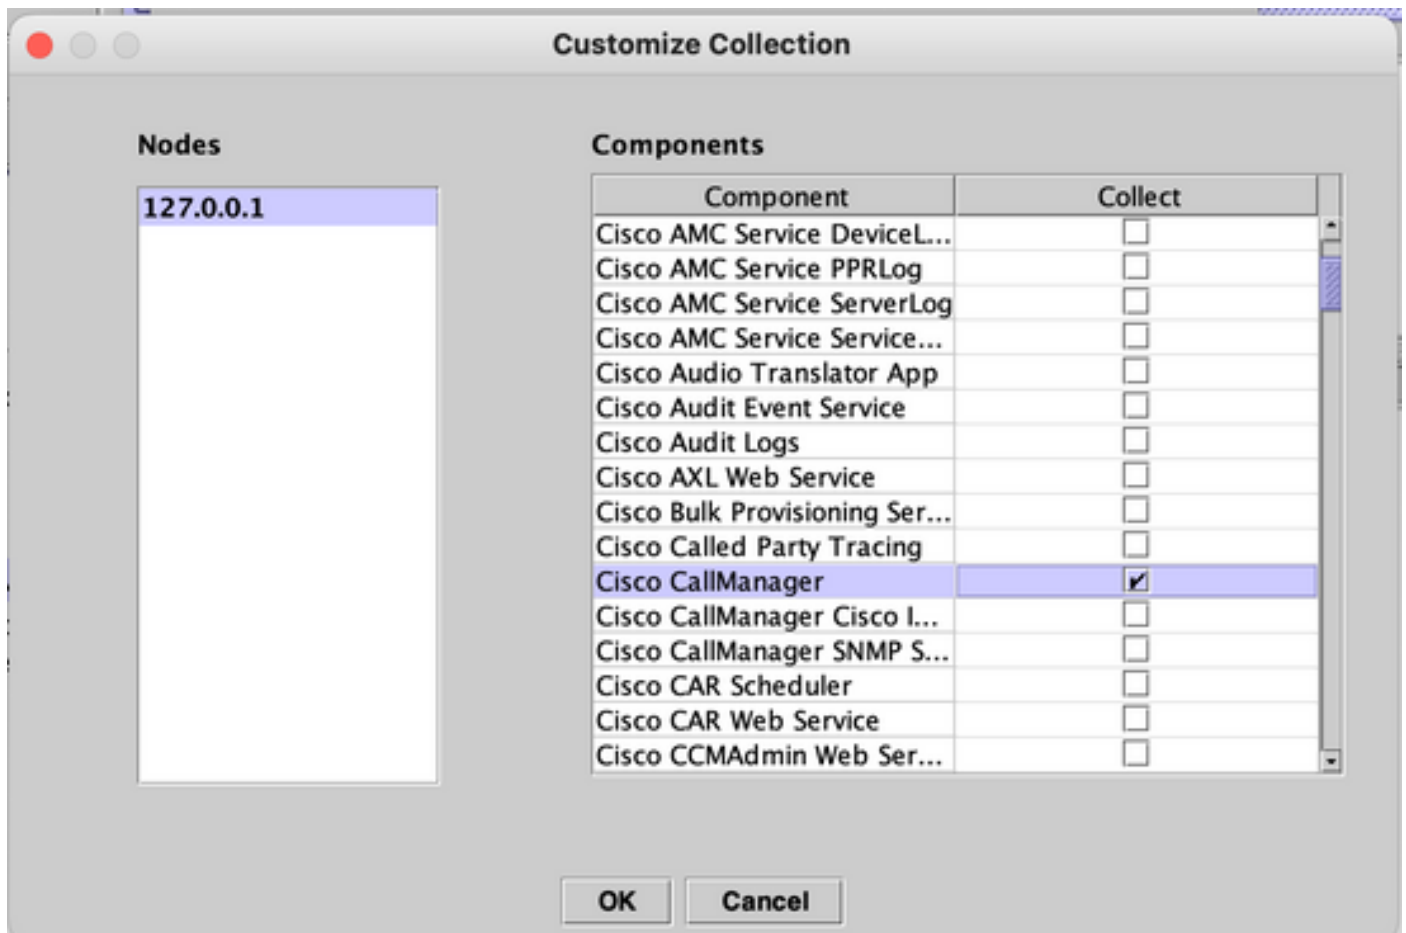 Customize Collection
Nodes
Components
127.0.0.1
Component Collect
Cisco AMC Service DeviceL...
Cisco AMC Service PPRLog
Cisco AMC Service ServerLog
Cisco AMC Service Service...
Cisco Audio Translator App
Cisco Audit Event Service
Cisco Audit Logs
Cisco AXL Web Service
Cisco Bulk Provisioning Ser...
Cisco Called Party Tracing
Cisco CallManager
Cisco CallManager Cisco I...
Cisco CallManager SNMP S...
Cisco CAR Scheduler
Cisco CAR Web Service
Cisco CCMAdmin Web Ser...
OK Cancel